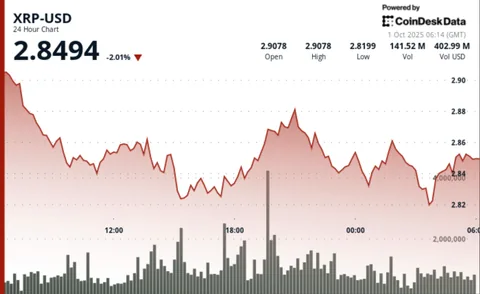 XRP-USD
24 Hour Chart
2.8494 -2.01%
Powered by
CoinDesk Data
1 Oct 2025 06:14 (GMT)
2.9078 2.9078 2.8199 141.52 M 402.99 M
Open High Low Vol Vol USD
2.90
2.88
2.86
2.84
4,000,000
2.82
12:00 18:00 00:00 06:0
2,000,000